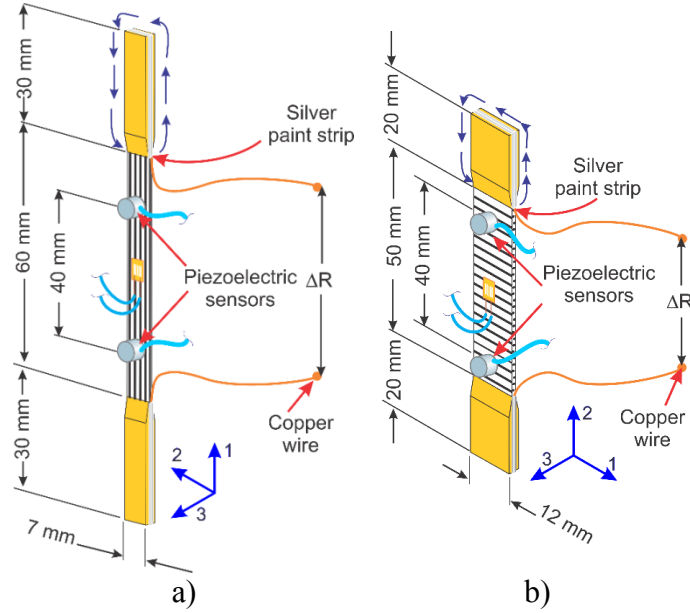 30 mm
60 mm
40 mm
30 mm
7 mm
Silver
paint strip
Piezoelectric
sensors
ΔR
Copper
wire
1
2
3
a)
20 mm
50 mm
40 mm
20 mm
12 mm
Silver
paint strip
Piezoelectric
sensors
ΔR
Copper
wire
2
3
1
b)